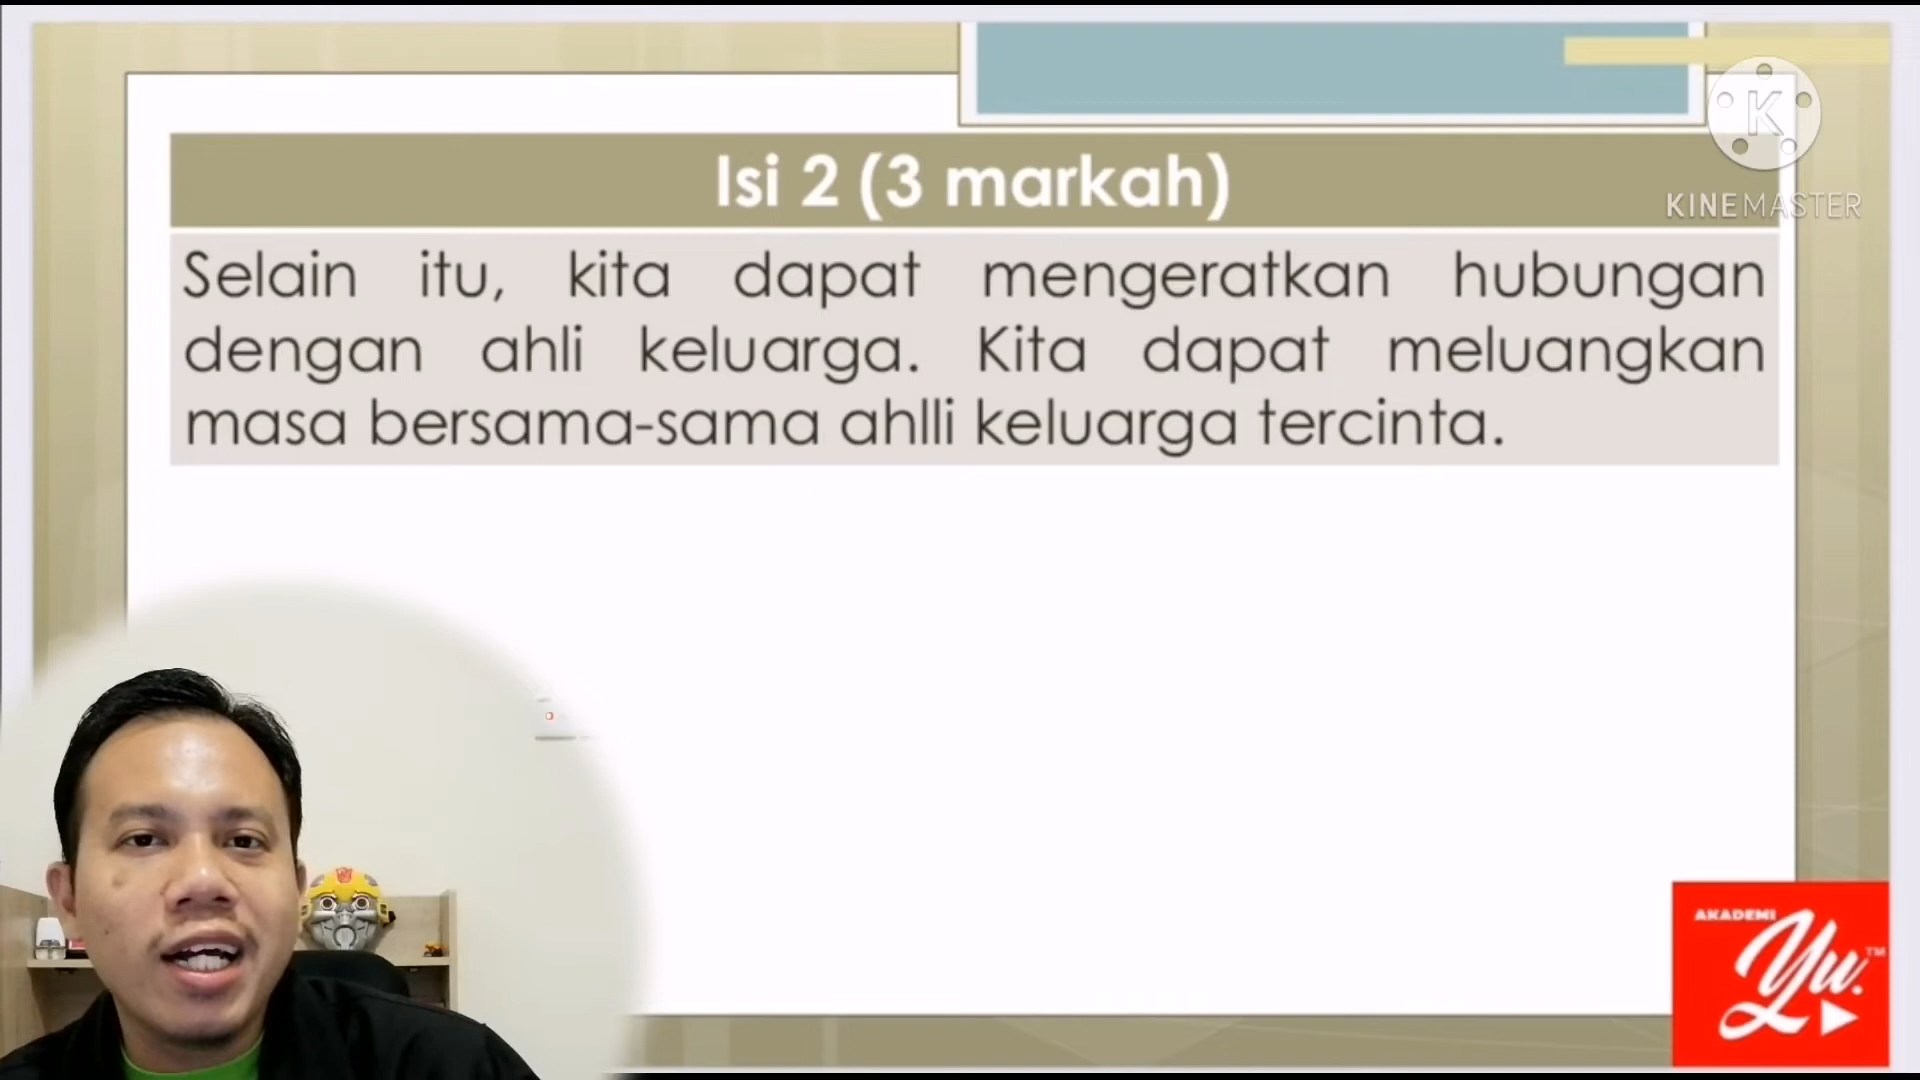 Isi 2 (3 markah)
K
KINEMASTER
Selain itu, kita dapat mengeratkan hubungan
dengan ahli keluarga. Kita dapat meluangkan
masa bersama-sama ahlli keluarga tercinta.
AKADEMI
Yu.
TM